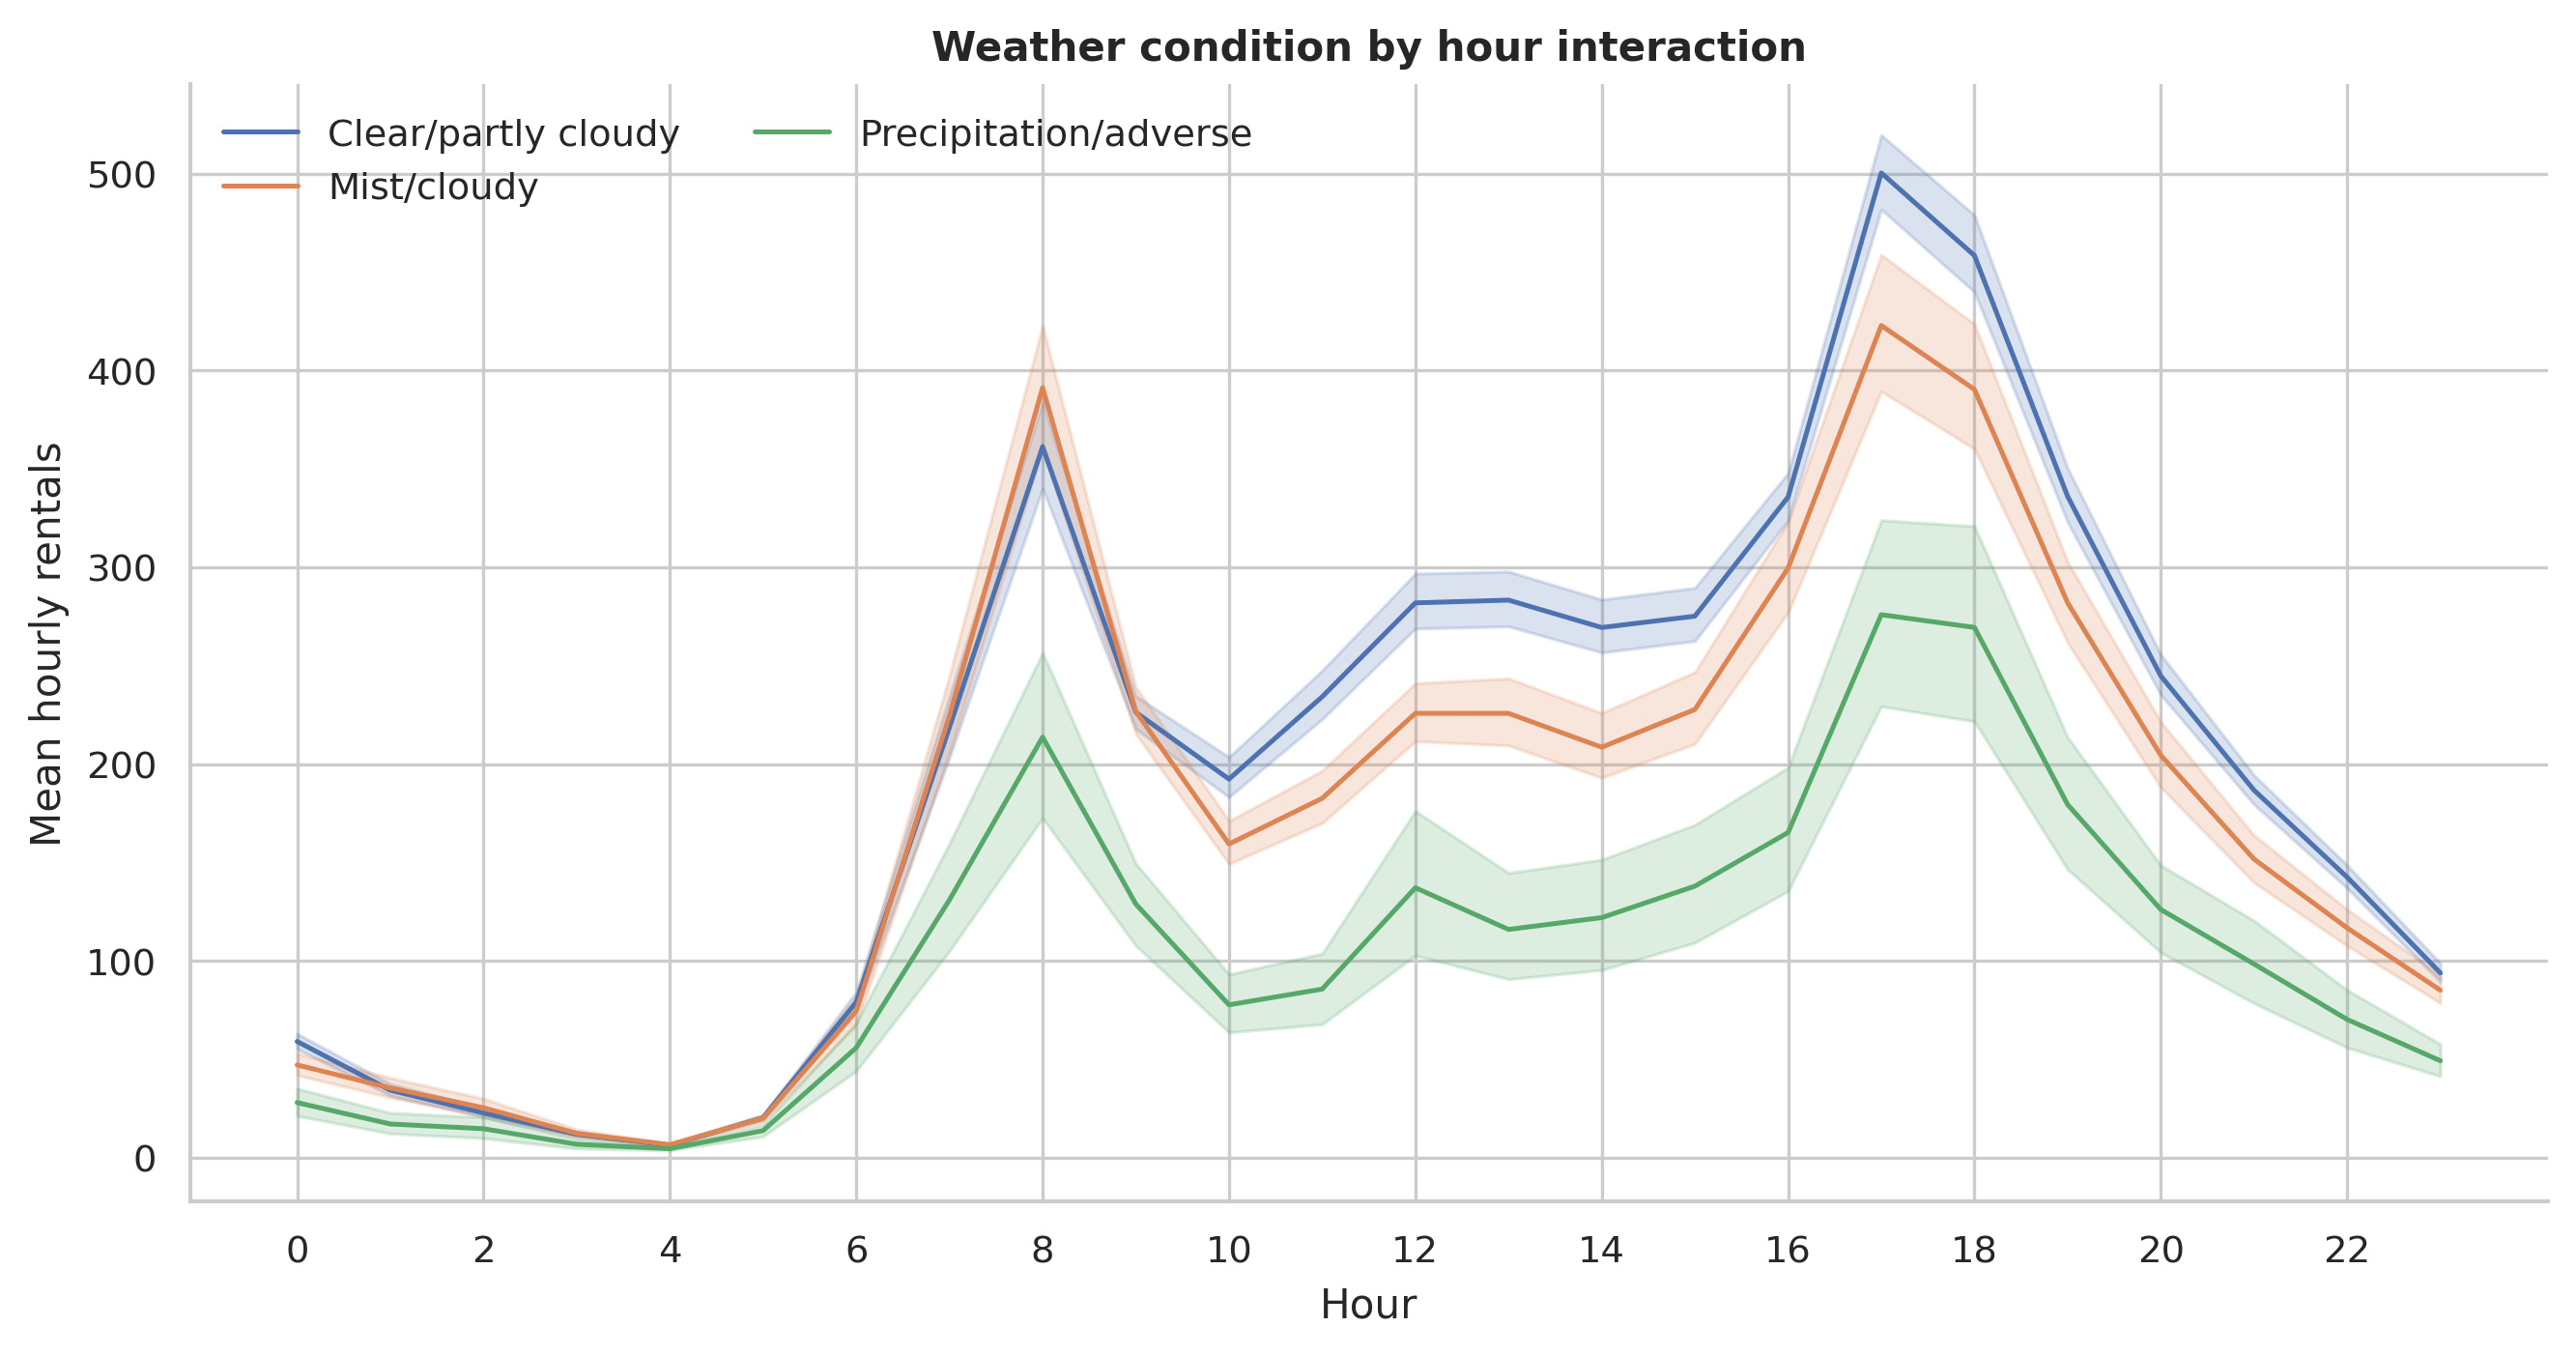 Weather condition by hour interaction
Clear/partly cloudy
Mist/cloudy
Precipitation/adverse
Mean hourly rentals
500
400
300
200
100
0
0 2 4 6 8 10 12 14 16 18 20 22
Hour